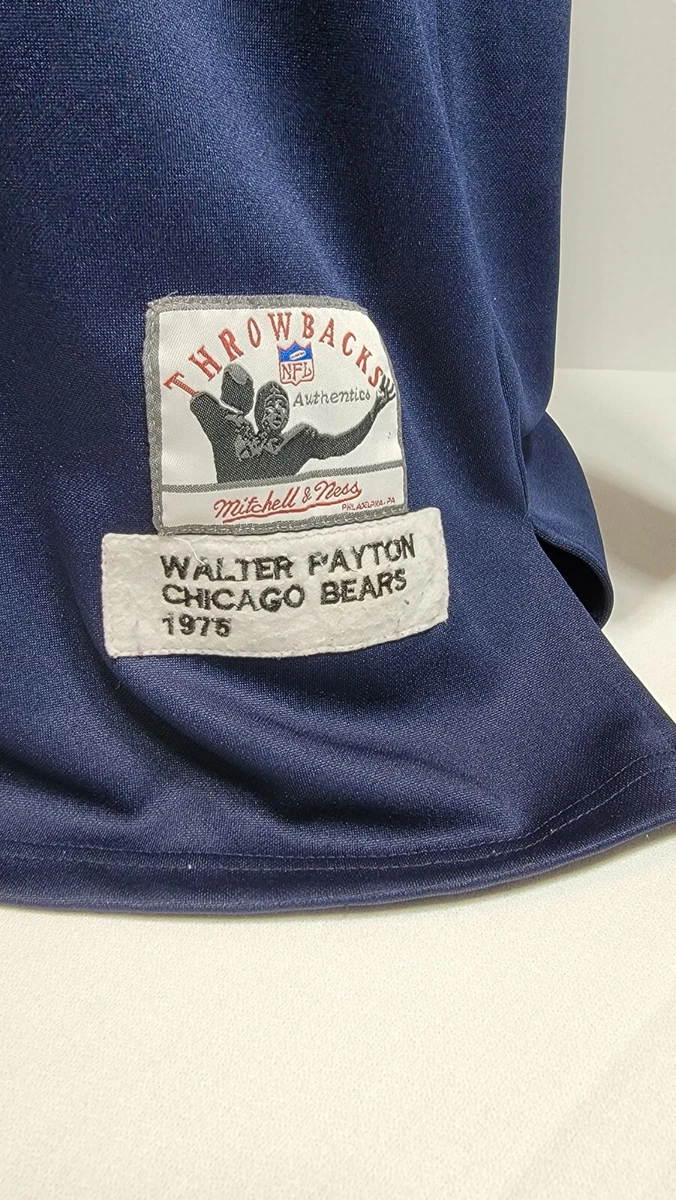 THROWBACKS
NFL
Authentics
Mitchell & Ness
PHILADELPHIA, PA
WALTER PAYTON
CHICAGO BEARS
1975